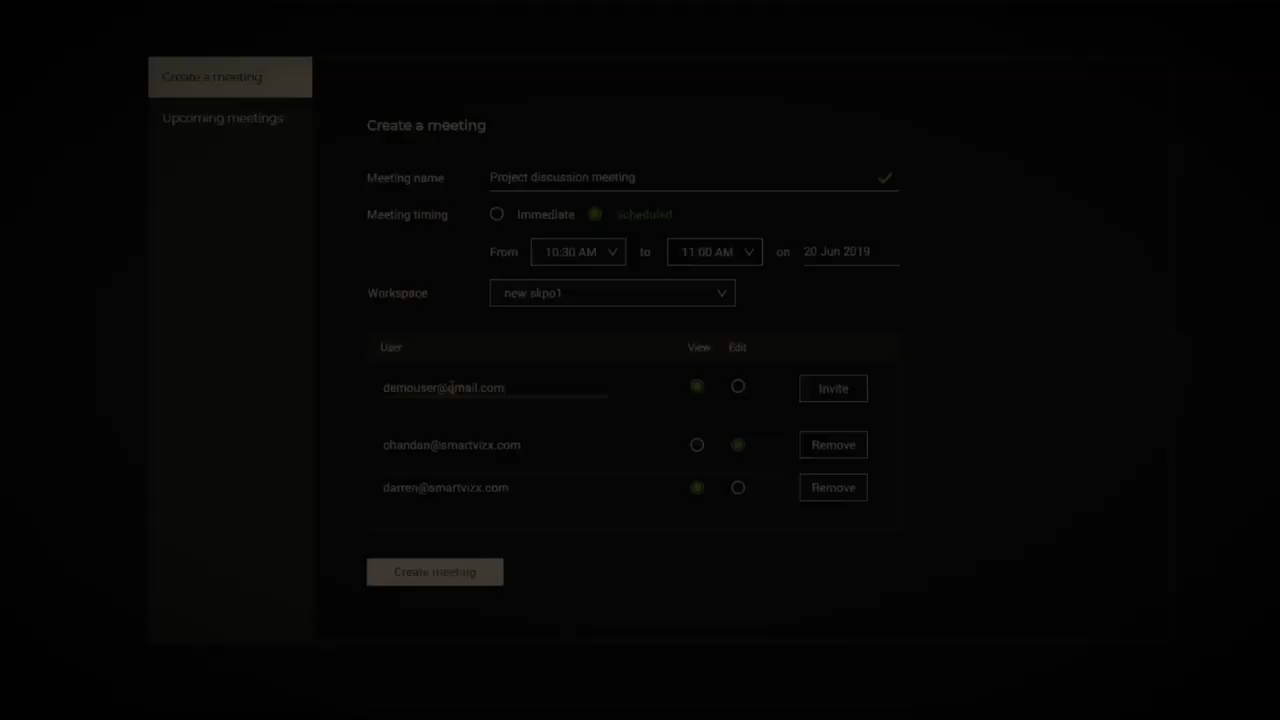 Create a meeting
Upcoming meetings
Create a meeting
Meeting name Project discussion meeting
Meeting timing Immediate Scheduled
From 10:30 AM to 11:00 AM on 20 Jun 2019
Workspace new skpo1
User View Edit
demouser@gmail.com Invite
chandan@smartvizx.com Remove
darren@smartvizx.com Remove
Create meeting